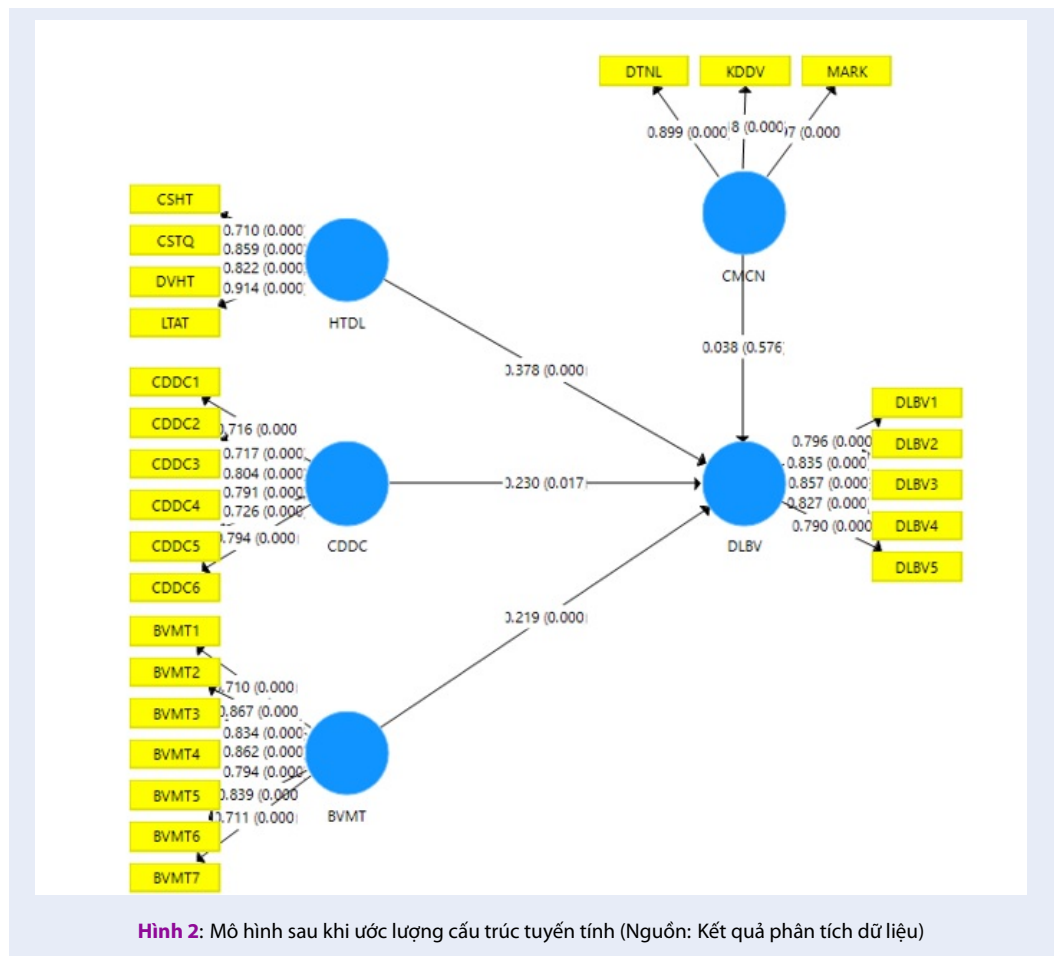 DTNL KDDV MARK
0.899 (0.000 8 (0.000 97 (0.000
CMCN
0.038 (0.576
CSHT
CSTQ
DVHT
LTAT
0.710 (0.000
0.859 (0.000
0.822 (0.000
0.914 (0.000
HTDL
0.378 (0.000
CDDC1
CDDC2
CDDC3
CDDC4
CDDC5
CDDC6
0.716 (0.000
0.717 (0.000
0.804 (0.000
0.791 (0.000
0.726 (0.000
0.794 (0.000
CDDC
0.230 (0.017
DLBV
DLBV1
DLBV2
DLBV3
DLBV4
DLBV5
0.796 (0.000
0.835 (0.000
0.857 (0.000
0.827 (0.000
0.790 (0.000
BVMT1
BVMT2
BVMT3
BVMT4
BVMT5
BVMT6
BVMT7
0.710 (0.000
0.867 (0.000
0.834 (0.000
0.862 (0.000
0.794 (0.000
0.839 (0.000
0.711 (0.000
BVMT
0.219 (0.000
Hình 2: Mô hình sau khi ước lượng cấu trúc tuyến tính (Nguồn: Kết quả phân tích dữ liệu)